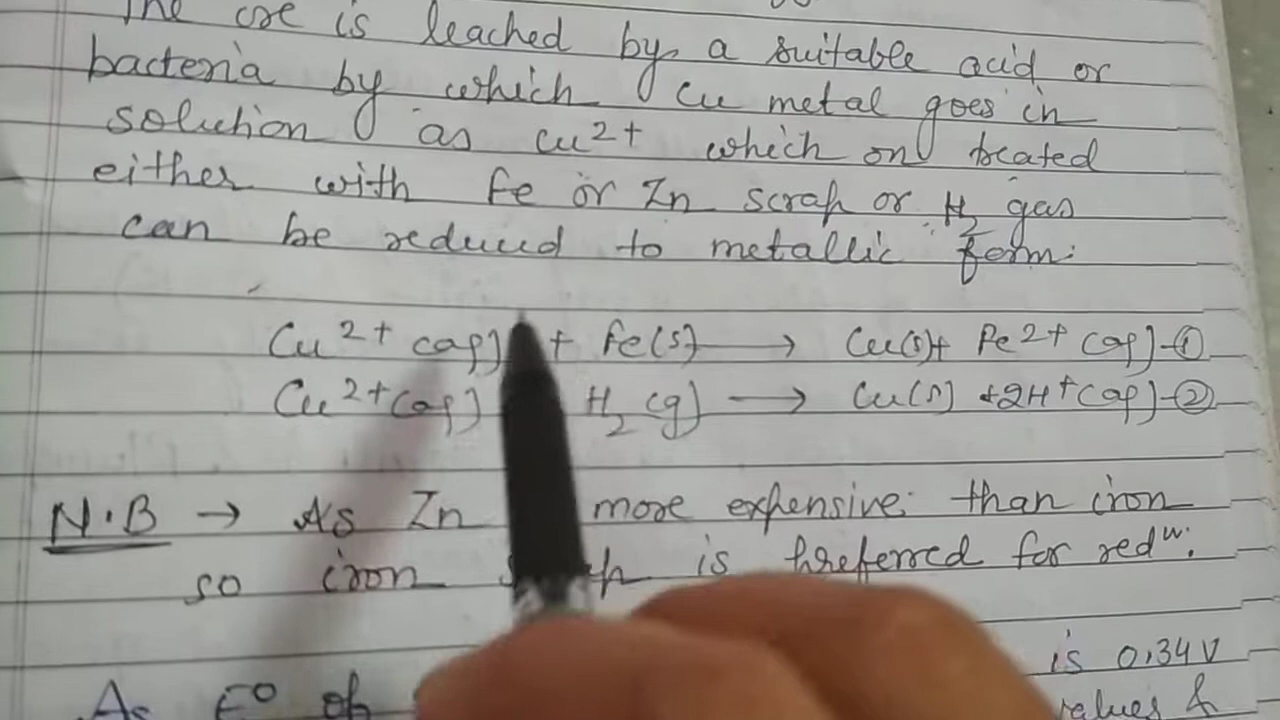 The ore is leached by a suitable acid or
bacteria by which Cu metal goes in
solution as Cu2+ which on treated
either with Fe or Zn scrap or H2 gas
can be reduced to metallic form.
Cu2+ (aq) + Fe(s) → Cu(s) + Fe2+ (aq) - ①
Cu2+ (aq) H2 (g) → Cu(s) + 2H+ (aq) - ②
N.B → As Zn more expensive than iron
so iron is preferred for redn.
is 0.34V
As E° of
values &